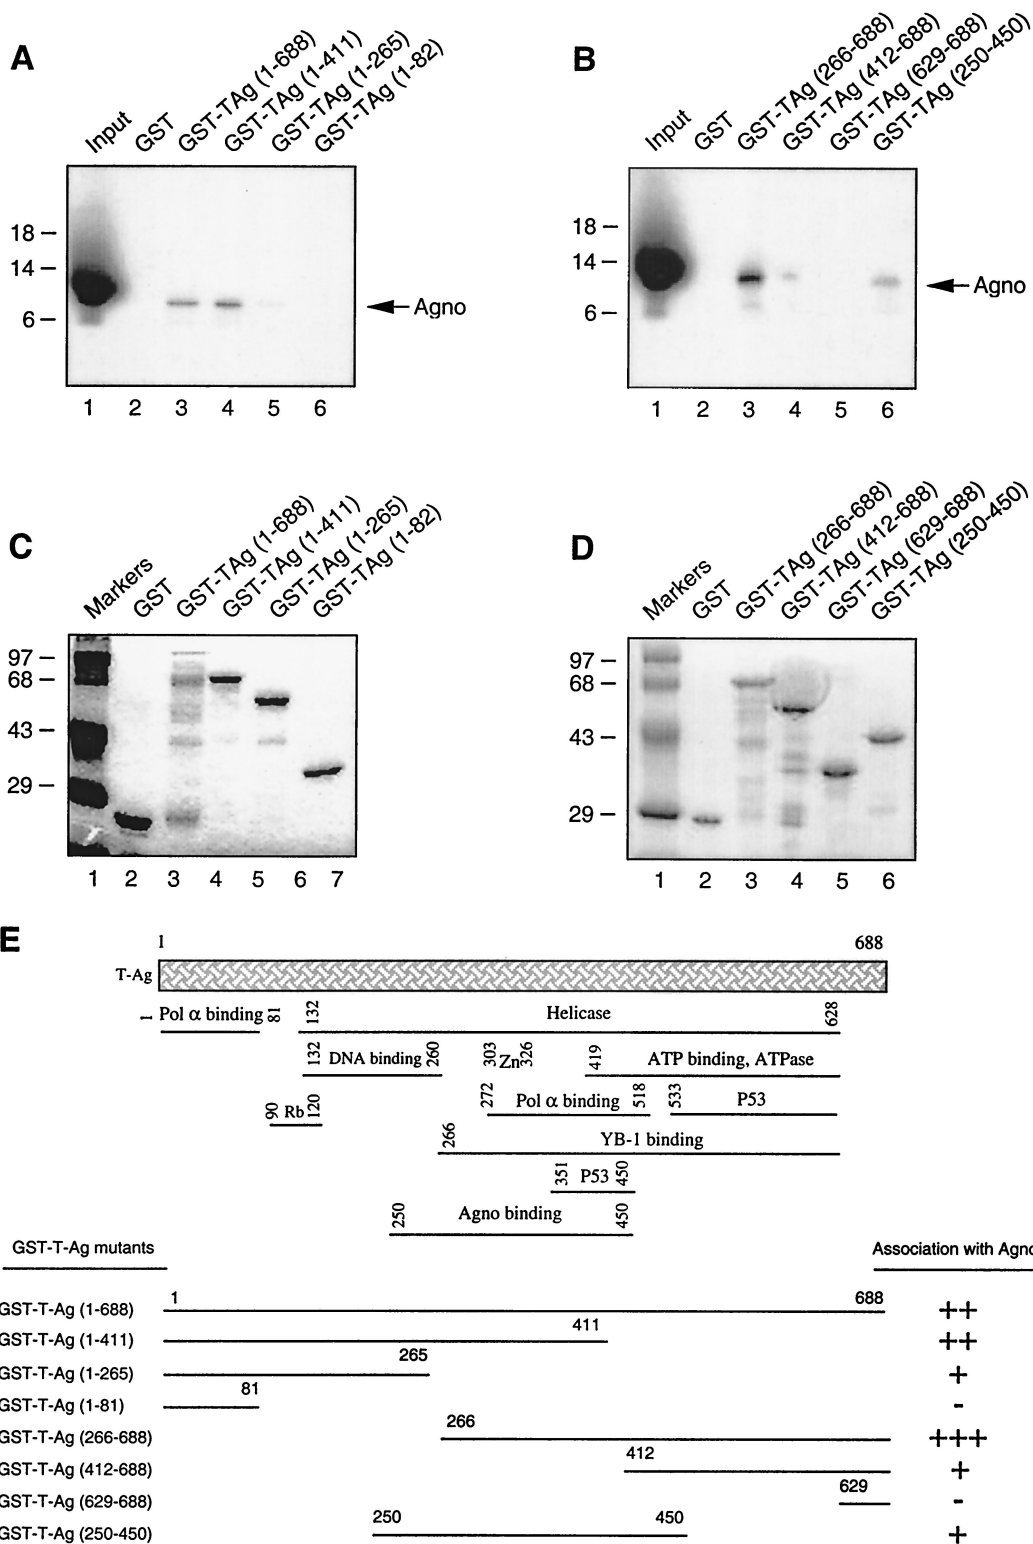 A
Input
GST
GST-TAg (1-688)
GST-TAg (1-411)
GST-TAg (1-265)
GST-TAg (1-82)
18
14
6
Agno
1 2 3 4 5 6
B
Input
GST
GST-TAg (266-688)
GST-TAg (412-688)
GST-TAg (629-688)
GST-TAg (250-450)
18
14
6
Agno
1 2 3 4 5 6
C
Markers
GST
GST-TAg (1-688)
GST-TAg (1-411)
GST-TAg (1-265)
GST-TAg (1-82)
97
68
43
29
1 2 3 4 5 6 7
D
Markers
GST
GST-TAg (266-688)
GST-TAg (412-688)
GST-TAg (629-688)
GST-TAg (250-450)
97
68
43
29
1 2 3 4 5 6
E
1 688
T-Ag
1 Pol α binding 81 132 Helicase 628
132 DNA binding 260 303 Zn 326 419 ATP binding, ATPase
90 Rb 120 272 Pol α binding 518 533 P53
266 YB-1 binding
351 P53 450
250 Agno binding 450
GST-T-Ag mutants Association with Agno
GST-T-Ag (1-688) 1 688 ++
GST-T-Ag (1-411) 411 ++
GST-T-Ag (1-265) 265 +
GST-T-Ag (1-81) 81 -
GST-T-Ag (266-688) 266 +++
GST-T-Ag (412-688) 412 +
GST-T-Ag (629-688) 629 -
GST-T-Ag (250-450) 250 450 +